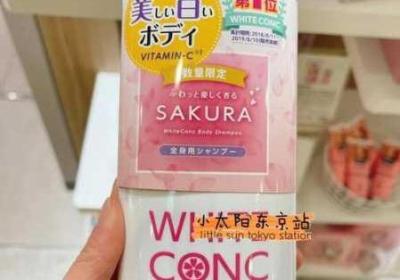 美しい白い
ボディ
VITAMIN-C
第1位
WHITE CONC
数量限定
ふわっと優しく香る
SAKURA
WhiteConc Body Shampoo
全身用シャンプー
小太阳东京站
little sun tokyo station
WHIT
CONC